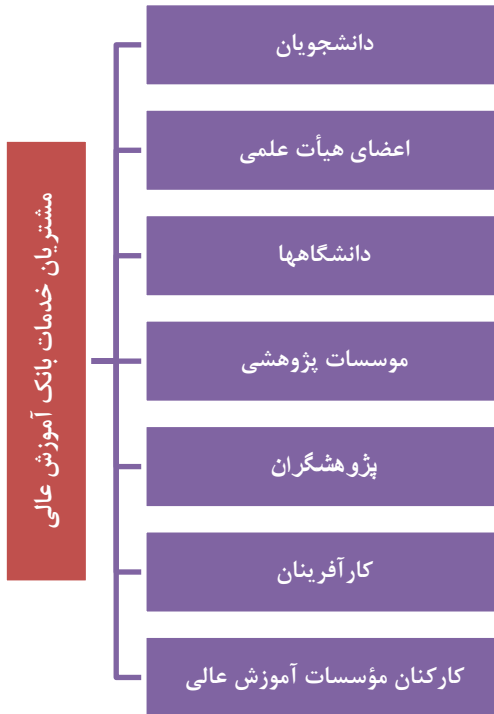 مشتریان خدمات بانک آموزش عالی
دانشجویان
اعضای هیأت علمی
دانشگاهها
موسسات پژوهشی
پژوهشگران
کارآفرینان
کارکنان مؤسسات آموزش عالی